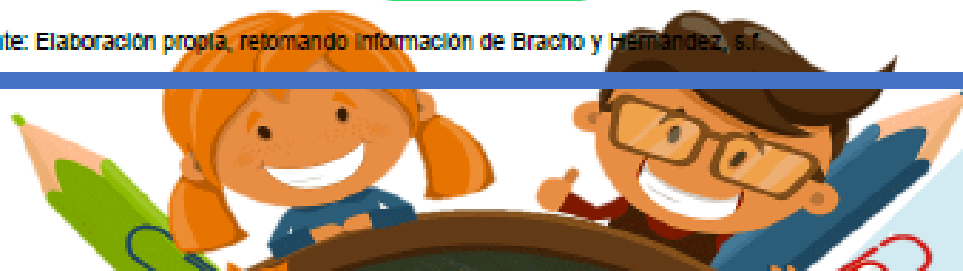 te: Elaboración propia, retomando información de Bracho y Hernández, s.f.